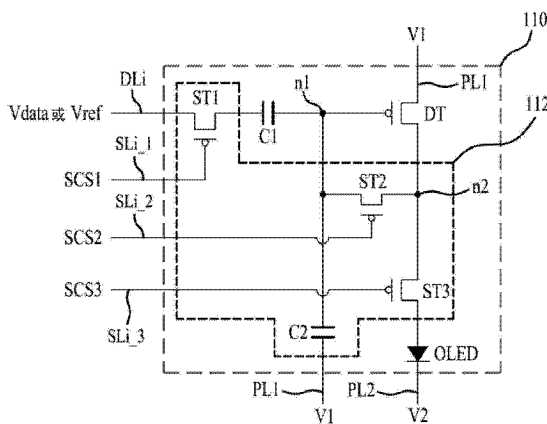 V1
110
DLi
n1
PL1
ST1
112
Vdata或 Vref
C1
DT
SLi_1
SCS1
SLi_2
ST2
n2
SCS2
SCS3
ST3
SLi_3
C2
OLED
PL1
PL2
V1
V2